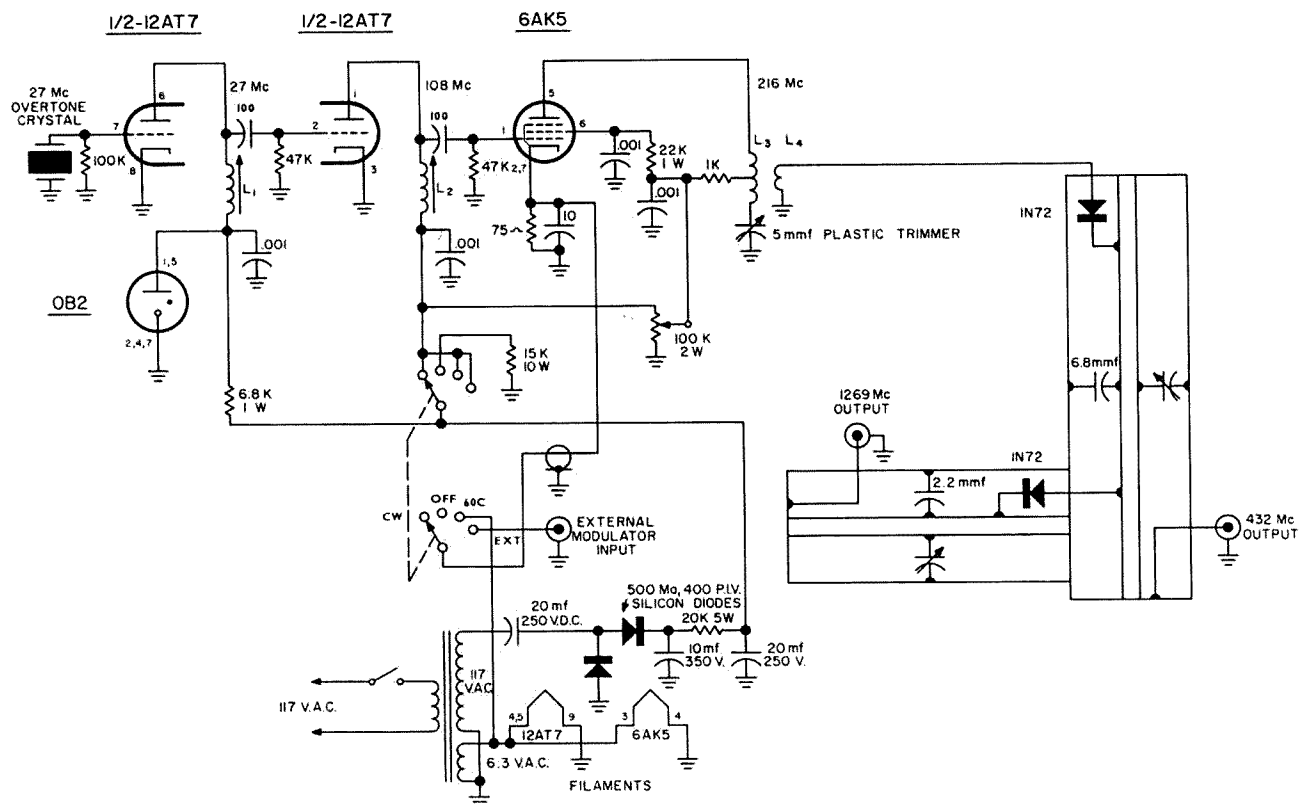 1/2-12AT7
1/2-12AT7
6AK5
27 Mc
OVERTONE
CRYSTAL
27 Mc
108 Mc
216 Mc
6
100
1
100
5
7
2
1
6
100K
8
47K
3
47K
2,7
.001
22K
1 W
1K
L3
L4
L1
L2
.001
.001
.001
75~
10
5mmf PLASTIC TRIMMER
IN72
1,5
OB2
2,4,7
100 K
2 W
15 K
10 W
6.8 K
1 W
6.8mmf
1269 Mc
OUTPUT
IN72
2.2 mmf
CW
OFF
60C
EXT
EXTERNAL
MODULATOR
INPUT
432 Mc
OUTPUT
500 Ma, 400 P.I.V.
SILICON DIODES
20 mf
250 V.D.C.
20K 5W
10mf
350 V.
20 mf
250 V.
117
V.AC
117 V.A.C.
4,5
9
12AT7
3
4
6AK5
6.3 V.A.C.
FILAMENTS